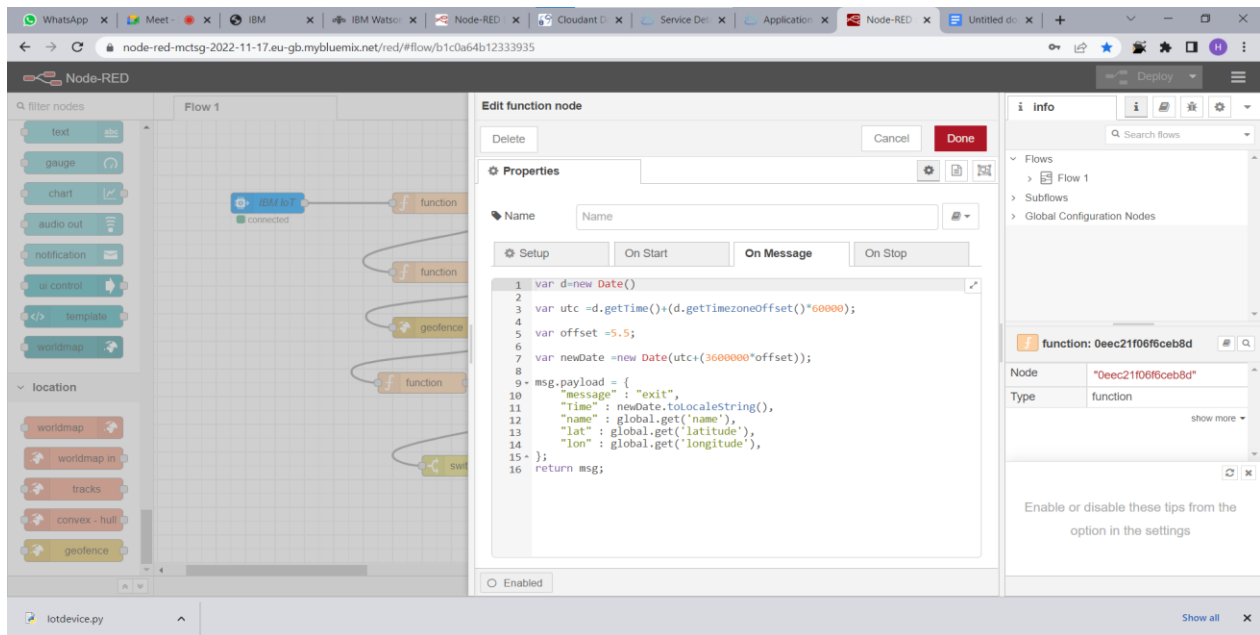 WhatsApp
Meet -
IBM
IBM Watson
Node-RED
Cloudant D
Service Det
Application
Node-RED
Untitled do
node-red-mctsg-2022-11-17.eu-gb.mybluemix.net/red/#flow/b1c0a64b12333935
H
Node-RED
Deploy
filter nodes
text
abc
gauge
chart
audio out
notification
ui control
template
worldmap
location
worldmap
worldmap in
tracks
convex - hull
geofence
Flow 1
IBM IoT
connected
function
function
geofence
function
swit
Edit function node
Delete
Cancel
Done
Properties
Name
Name
Setup
On Start
On Message
On Stop
1 var d=new Date()
2
3 var utc =d.getTime()+(d.getTimezoneOffset()*60000);
4
5 var offset =5.5;
6
7 var newDate =new Date(utc+(3600000*offset));
8
9 msg.payload = {
10 "message" : "exit",
11 "Time" : newDate.toLocaleString(),
12 "name" : global.get('name'),
13 "lat" : global.get('latitude'),
14 "lon" : global.get('longitude'),
15 };
16 return msg;
Enabled
i info
i
Search flows
Flows
Flow 1
Subflows
Global Configuration Nodes
function: 0eec21f06f6ceb8d
Node "0eec21f06f6ceb8d"
Type function
show more
Enable or disable these tips from the
option in the settings
Iotdevice.py
Show all